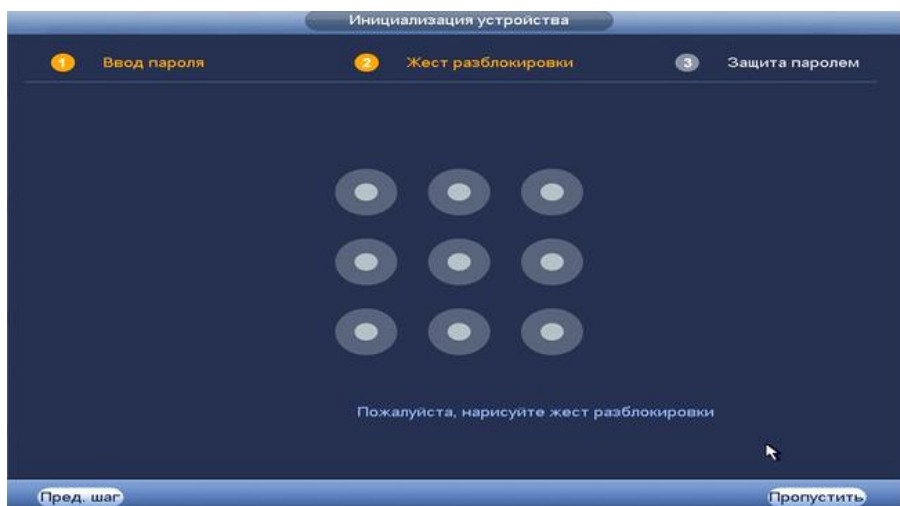 Инициализация устройства
1 Ввод пароля 2 Жест разблокировки 3 Защита паролем
Пожалуйста, нарисуйте жест разблокировки
Пред. шаг Пропустить